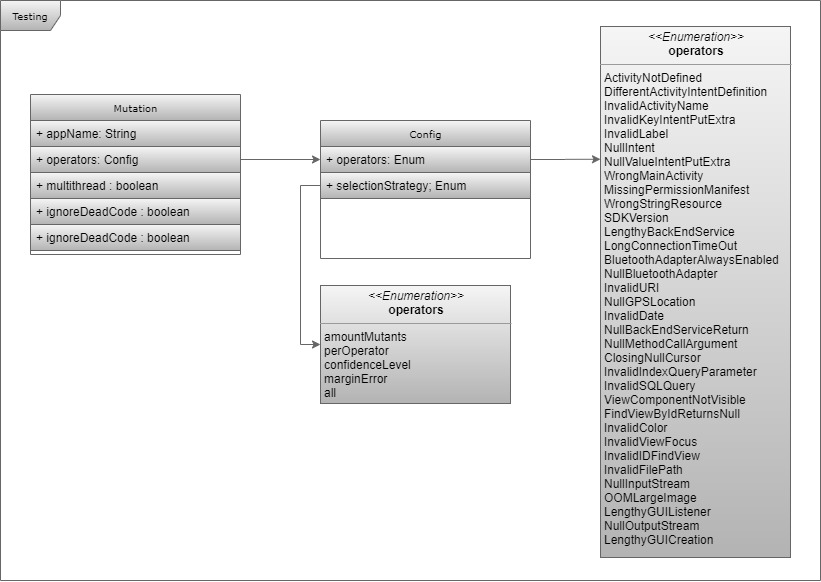 Testing
Mutation
+ appName: String
+ operators: Config
+ multithread : boolean
+ ignoreDeadCode : boolean
+ ignoreDeadCode : boolean
Config
+ operators: Enum
+ selectionStrategy; Enum
<<Enumeration>>
operators
amountMutants
perOperator
confidenceLevel
marginError
all
<<Enumeration>>
operators
ActivityNotDefined
DifferentActivityIntentDefinition
InvalidActivityName
InvalidKeyIntentPutExtra
InvalidLabel
NullIntent
NullValueIntentPutExtra
WrongMainActivity
MissingPermissionManifest
WrongStringResource
SDKVersion
LengthyBackEndService
LongConnectionTimeOut
BluetoothAdapterAlwaysEnabled
NullBluetoothAdapter
InvalidURI
NullGPSLocation
InvalidDate
NullBackEndServiceReturn
NullMethodCallArgument
ClosingNullCursor
InvalidIndexQueryParameter
InvalidSQLQuery
ViewComponentNotVisible
FindViewByIdReturnsNull
InvalidColor
InvalidViewFocus
InvalidIDFindView
InvalidFilePath
NullInputStream
OOMLargeImage
LengthyGUIListener
NullOutputStream
LengthyGUICreation